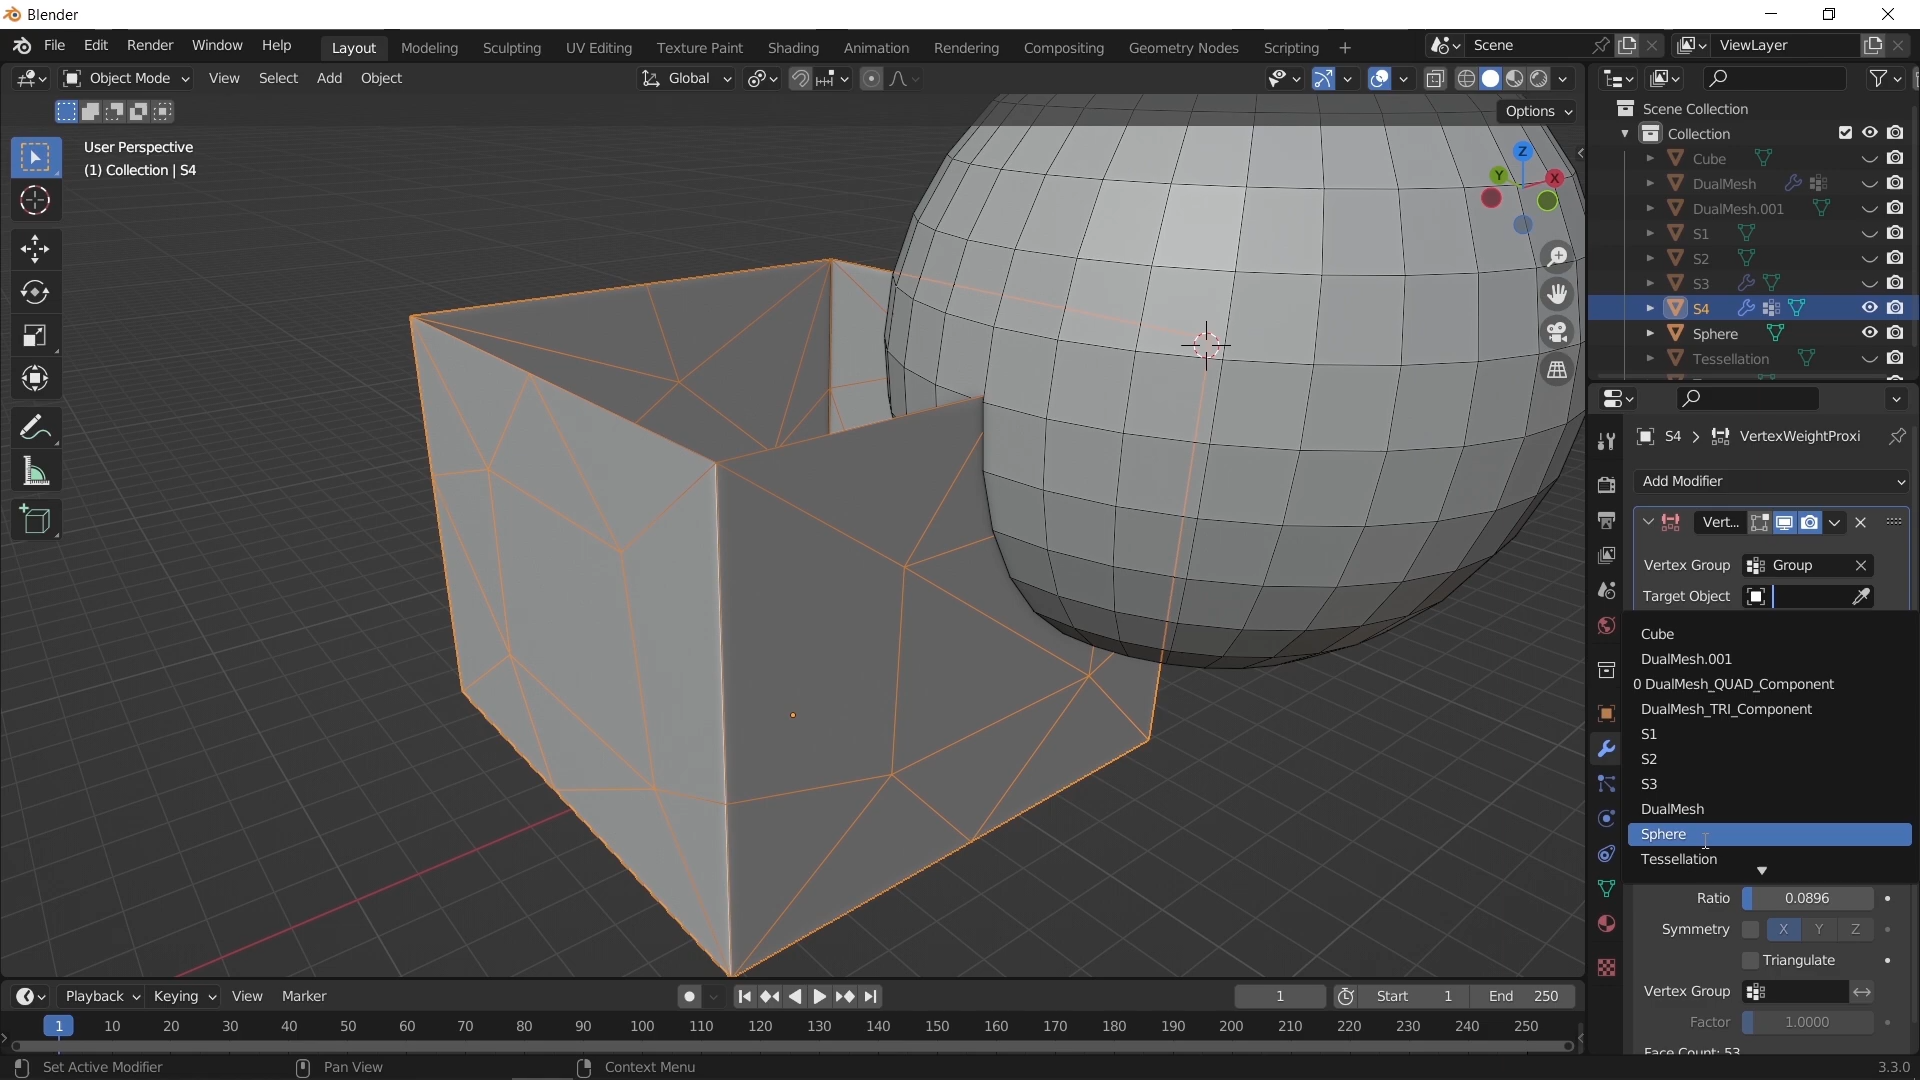 Blender
File Edit Render Window Help Layout Modeling Sculpting UV Editing Texture Paint Shading Animation Rendering Compositing Geometry Nodes Scripting + Scene ViewLayer
Object Mode View Select Add Object Global
Options
User Perspective
(1) Collection | S4
Z
Y
X
Scene Collection
Collection
Cube
DualMesh
DualMesh.001
S1
S2
S3
S4
Sphere
Tessellation
S4 > VertexWeightProxi
Add Modifier
Vert...
Vertex Group Group
Target Object
Cube
DualMesh.001
0 DualMesh_QUAD_Component
DualMesh_TRI_Component
S1
S2
S3
DualMesh
Sphere
Tessellation
Ratio 0.0896
Symmetry X Y Z
Triangulate
Vertex Group
Factor 1.0000
Face Count: 53
Playback Keying View Marker 1 Start 1 End 250
1 10 20 30 40 50 60 70 80 90 100 110 120 130 140 150 160 170 180 190 200 210 220 230 240 250
Set Active Modifier Pan View Context Menu 3.3.0